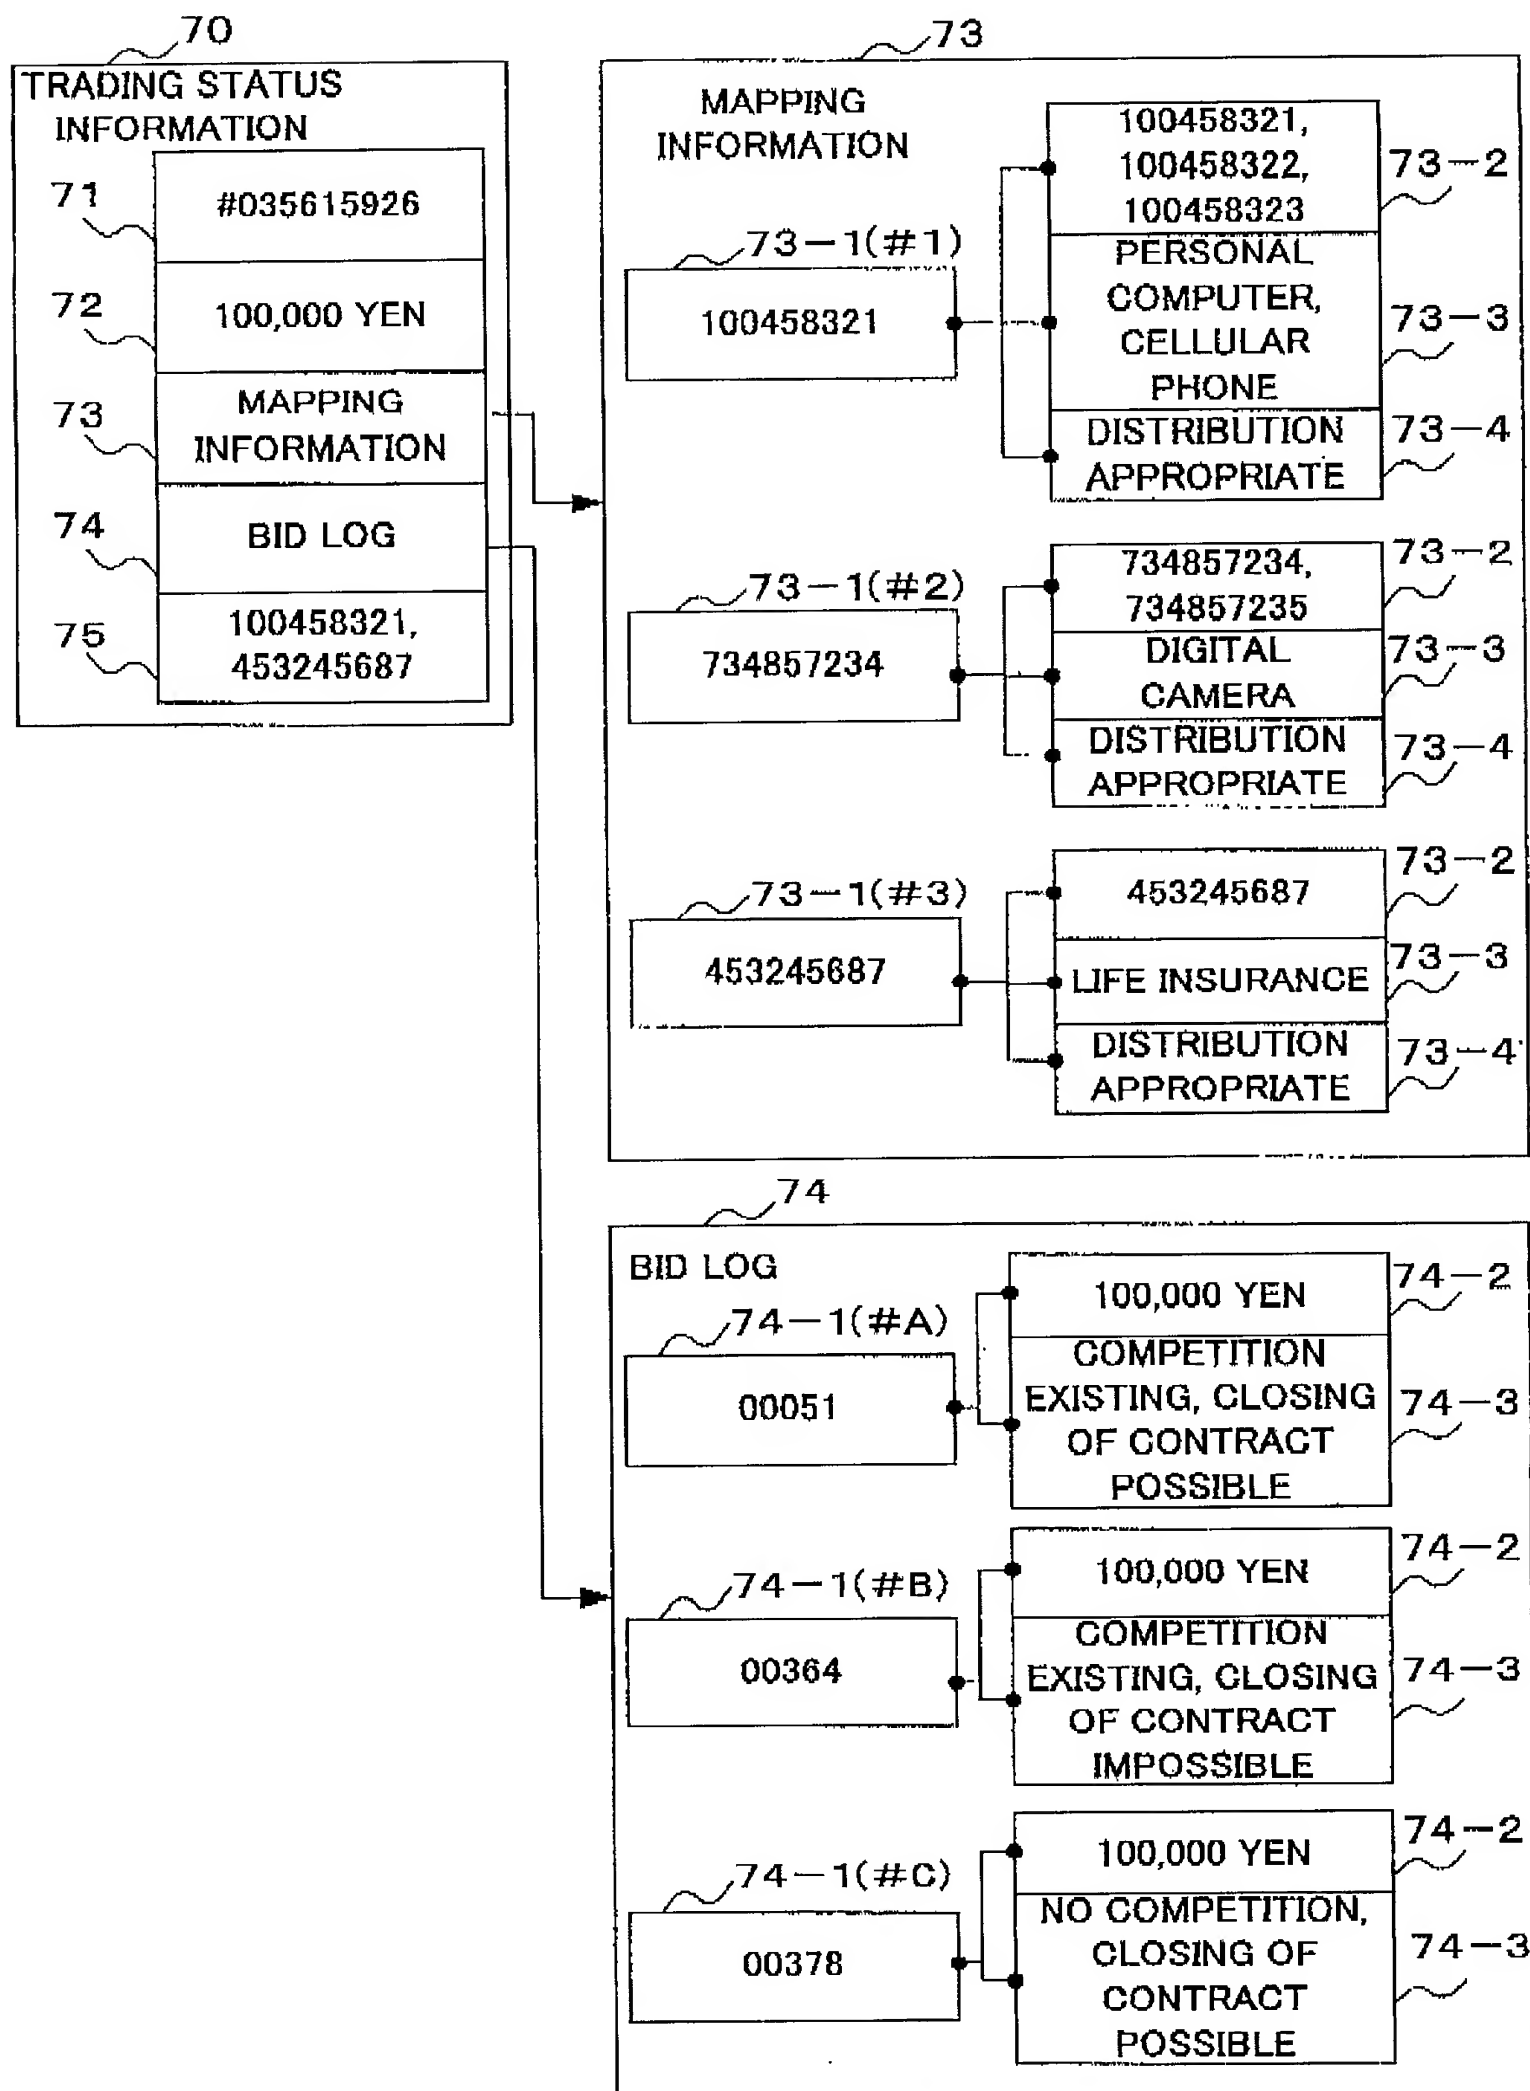 70
TRADING STATUS
INFORMATION
71
#035615926
72
100,000 YEN
73
MAPPING
INFORMATION
74
BID LOG
75
100458321,
453245687
73
MAPPING
INFORMATION
73-1(#1)
100458321
100458321,
100458322,
100458323
73-2
PERSONAL
COMPUTER,
CELLULAR
PHONE
73-3
DISTRIBUTION
APPROPRIATE
73-4
73-1(#2)
734857234
734857234,
734857235
73-2
DIGITAL
CAMERA
73-3
DISTRIBUTION
APPROPRIATE
73-4
73-1(#3)
453245687
453245687
73-2
LIFE INSURANCE
73-3
DISTRIBUTION
APPROPRIATE
73-4
74
BID LOG
74-1(#A)
00051
100,000 YEN
74-2
COMPETITION
EXISTING, CLOSING
OF CONTRACT
POSSIBLE
74-3
74-1(#B)
00364
100,000 YEN
74-2
COMPETITION
EXISTING, CLOSING
OF CONTRACT
IMPOSSIBLE
74-3
74-1(#C)
00378
100,000 YEN
74-2
NO COMPETITION,
CLOSING OF
CONTRACT
POSSIBLE
74-3